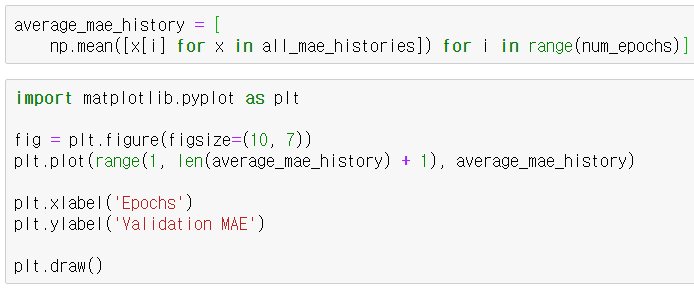 average_mae_history = [
    np.mean([x[i] for x in all_mae_histories]) for i in range(num_epochs)]
import matplotlib.pyplot as plt
fig = plt.figure(figsize=(10, 7))
plt.plot(range(1, len(average_mae_history) + 1), average_mae_history)
plt.xlabel('Epochs')
plt.ylabel('Validation MAE')
plt.draw()